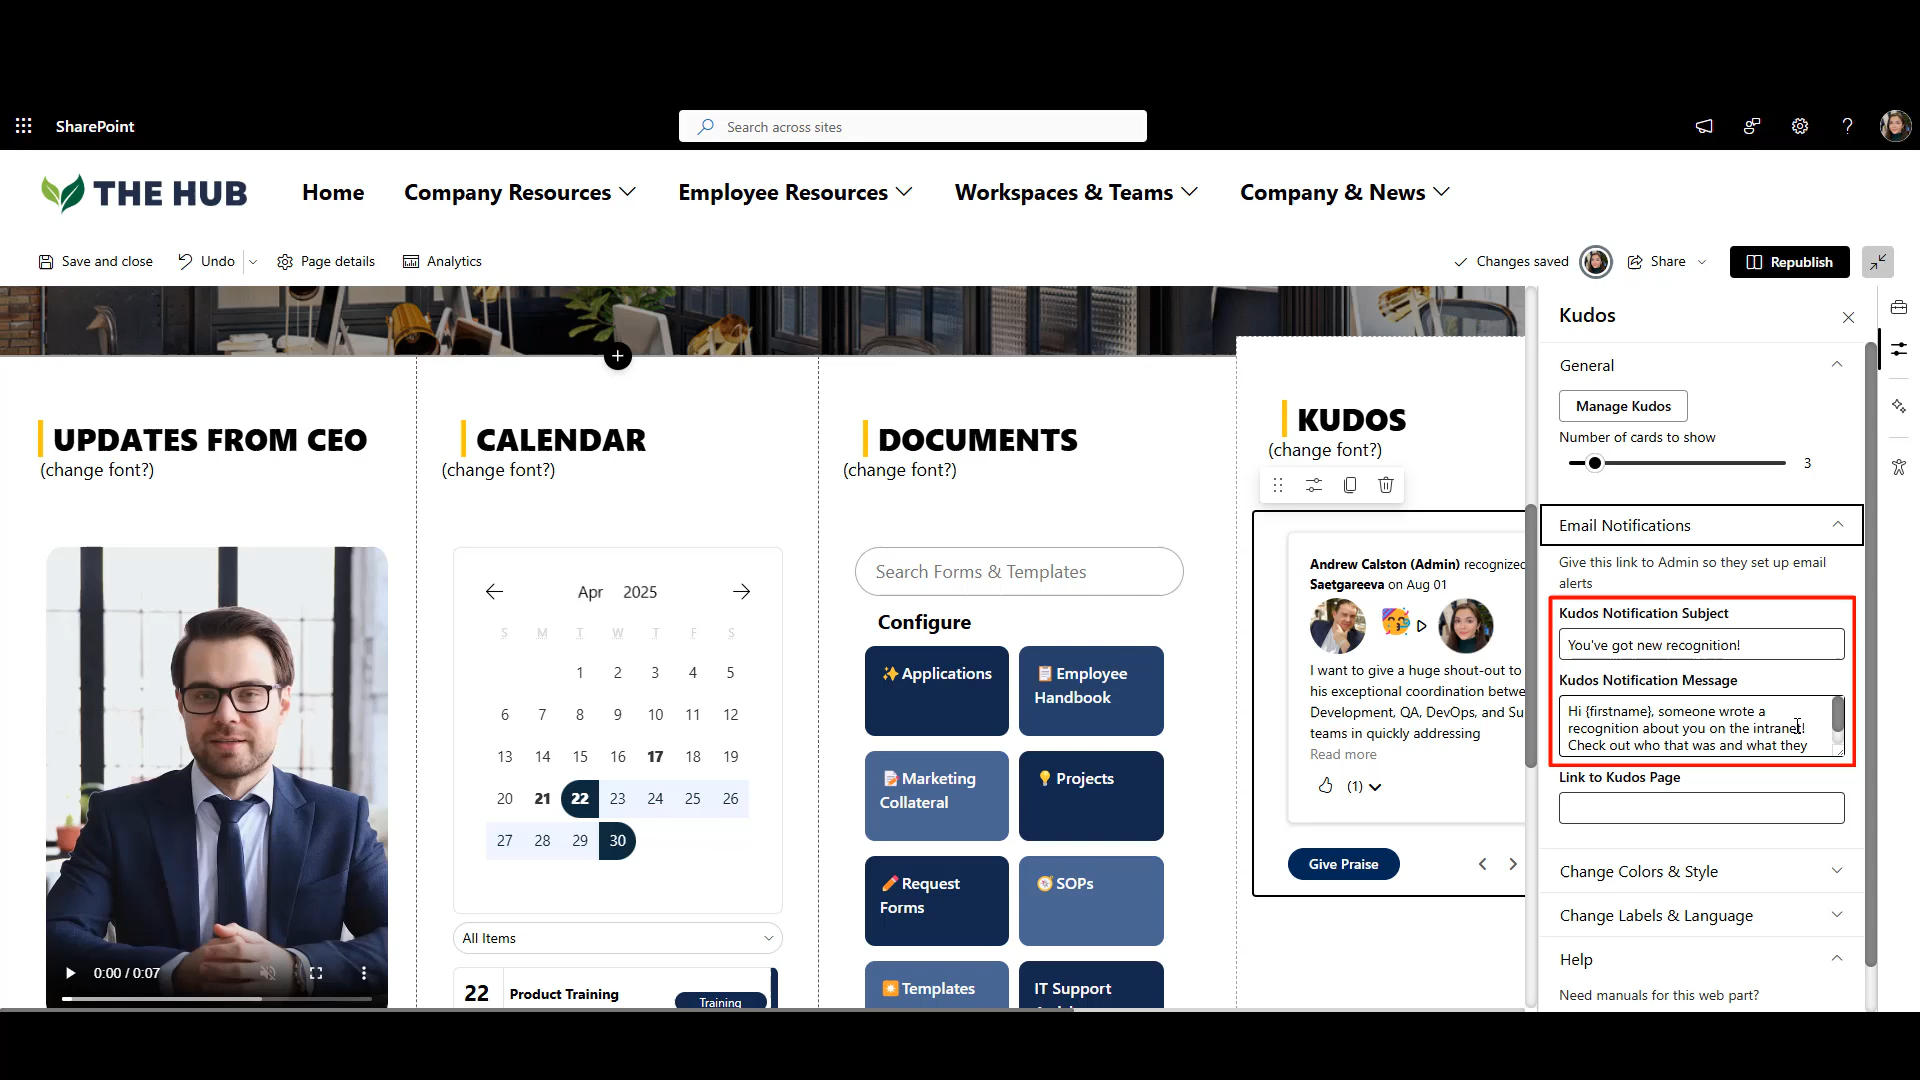 SharePoint
Search across sites
THE HUB
Home
Company Resources
Employee Resources
Workspaces & Teams
Company & News
Save and close
Undo
Page details
Analytics
Changes saved
Share
Republish
UPDATES FROM CEO
(change font?)
0:00 / 0:07
CALENDAR
(change font?)
Apr 2025
S M T W T F S
1 2 3 4 5
6 7 8 9 10 11 12
13 14 15 16 17 18 19
20 21 22 23 24 25 26
27 28 29 30
All Items
22 Product Training
Training
DOCUMENTS
(change font?)
Search Forms & Templates
Configure
✨Applications
📝Employee
Handbook
📝Marketing
Collateral
💡Projects
✏️Request
Forms
🧭SOPs
✴️Templates
IT Support
KUDOS
(change font?)
Andrew Calston (Admin) recognized
Saetgareeva on Aug 01
I want to give a huge shout-out to
his exceptional coordination betwe
Development, QA, DevOps, and Su
teams in quickly addressing
Read more
(1)
Give Praise
Kudos
General
Manage Kudos
Number of cards to show
3
Email Notifications
Give this link to Admin so they set up email
alerts
Kudos Notification Subject
You've got new recognition!
Kudos Notification Message
Hi {firstname}, someone wrote a
recognition about you on the intranet!
Check out who that was and what they
Link to Kudos Page
Change Colors & Style
Change Labels & Language
Help
Need manuals for this web part?